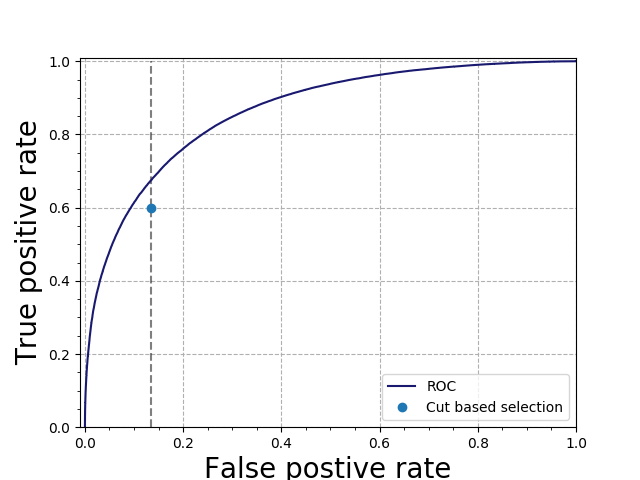 1.0
0.8
0.6
0.4
0.2
0.0
True positive rate
ROC
Cut based selection
0.0 0.2 0.4 0.6 0.8 1.0
False postive rate